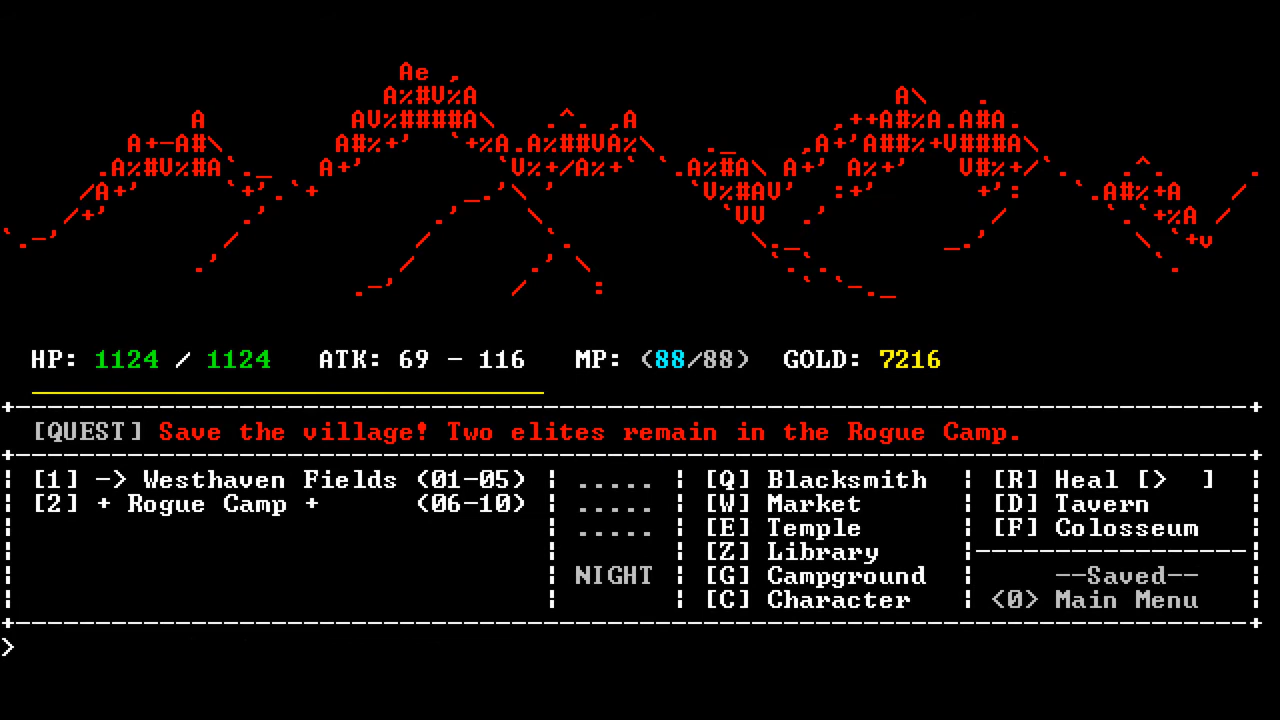 HP: 1124 / 1124 ATK: 69 - 116 MP: (88/88) GOLD: 7216
[QUEST] Save the village! Two elites remain in the Rogue Camp.
[1] -> Westhaven Fields (01-05) ..... [Q] Blacksmith [R] Heal [> ]
[2] + Rogue Camp + (06-10) ..... [W] Market [D] Tavern
..... [E] Temple [F] Colosseum
[Z] Library
NIGHT [G] Campground --Saved--
[C] Character <0> Main Menu
>